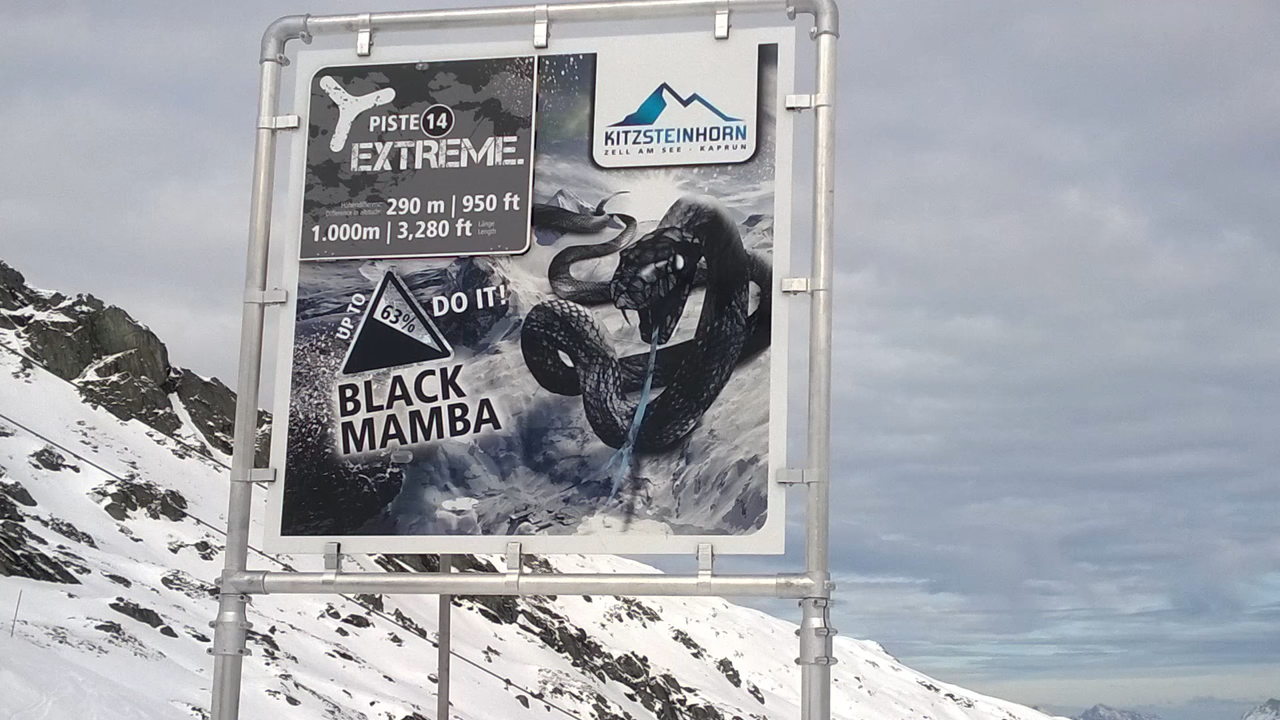 PISTE 14
EXTREME.
Höhendifferenz
Difference in altitude
290 m | 950 ft
1.000m | 3,280 ft
Länge
Length
KITZSTEINHORN
ZELL AM SEE · KAPRUN
UP TO
63%
DO IT!
BLACK
MAMBA